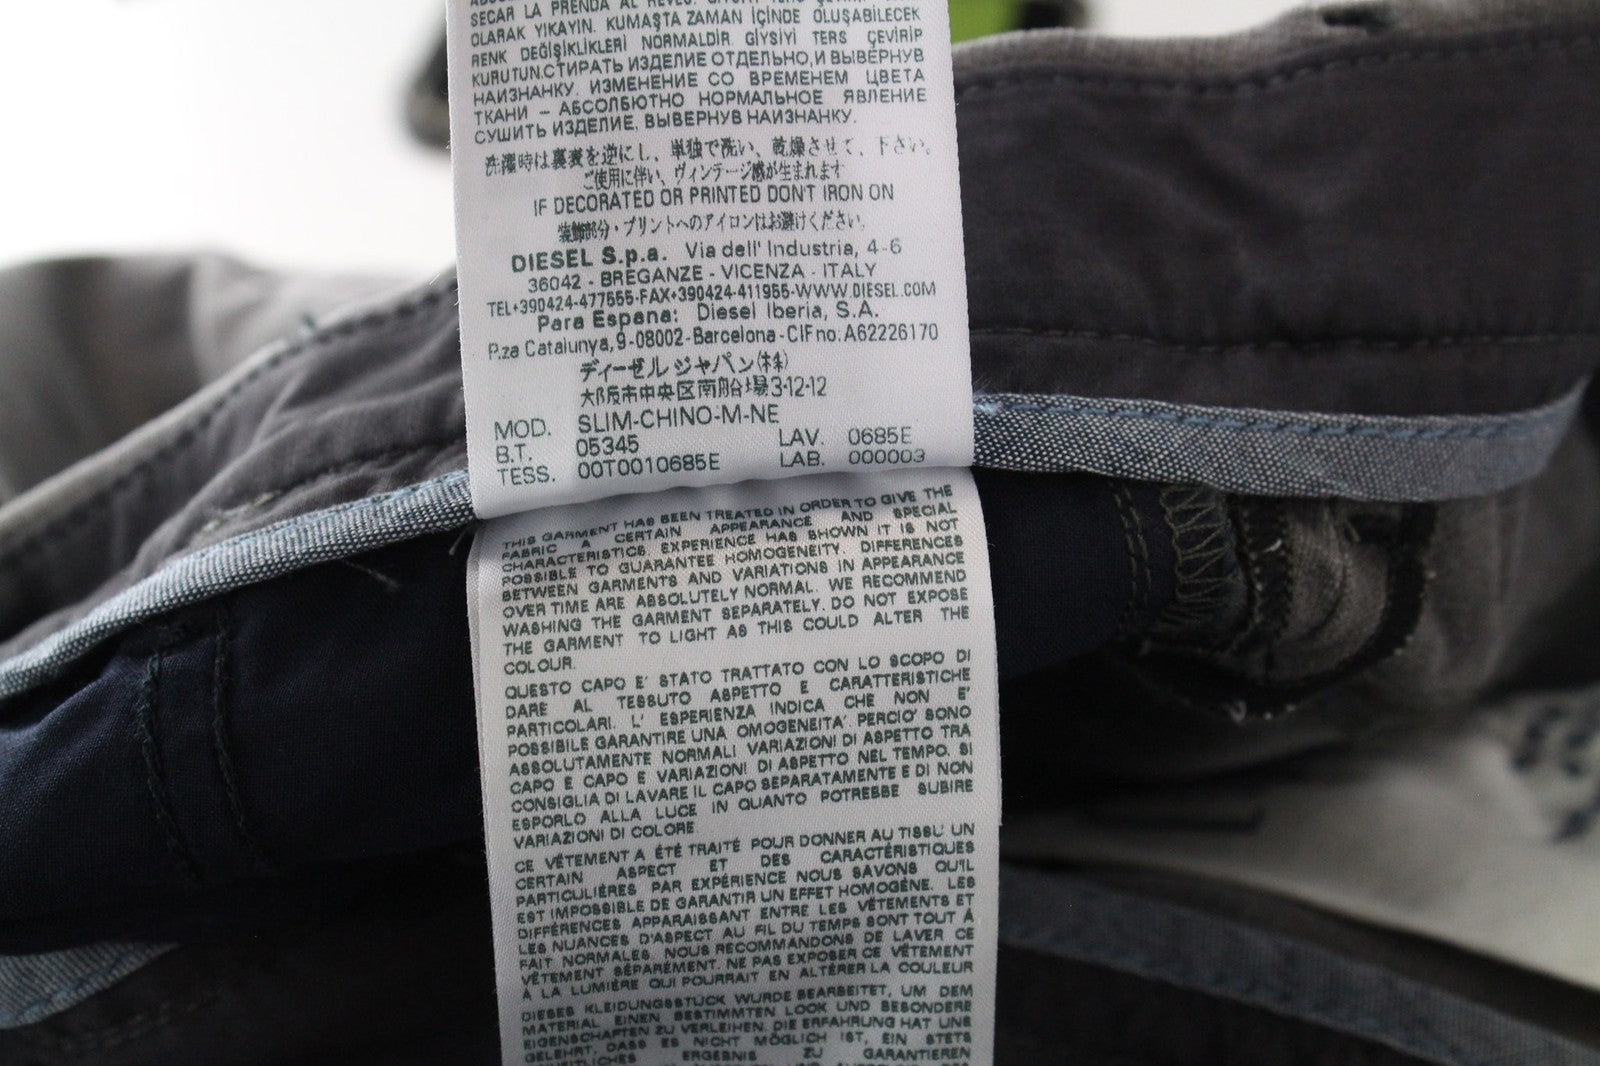 SECAR LA PRENDA AL REVES.
OLARAK YIKAYIN. KUMAŞTA ZAMAN İÇİNDE OLUŞABİLECEK
RENK DEĞİŞİKLİKLERİ NORMALDIR. GİYSİYİ TERS ÇEVİRİP
KURUTUN.СТИРАТЬ ИЗДЕЛИЕ ОТДЕЛЬНО,И ВЫВЕРНУВ
НАИЗНАНКУ. ИЗМЕНЕНИЕ СО ВРЕМЕНЕМ ЦВЕТА
ТКАНИ – АБСОЛБЮТНО НОРМАЛЬНОЕ ЯВЛЕНИЕ
СУШИТЬ ИЗДЕЛИЕ, ВЫВЕРНУВ НАИЗНАНКУ.
洗濯時は裏表を逆にし、単独で洗い、乾燥させて、下さい。
ご使用に伴い、ヴィンテージ感が生まれます
IF DECORATED OR PRINTED DON'T IRON ON
装飾部分・プリントへのアイロンはお避けください。
DIESEL S.p.a. Via dell' Industria, 4-6
36042 - BREGANZE - VICENZA - ITALY
TEL+390424-477555-FAX+390424-411955-WWW.DIESEL.COM
Para Espana: Diesel Iberia, S.A.
P.za Catalunya,9-08002-Barcelona-CIF no: A62226170
ディーゼル ジャパン(株)
大阪市中央区南船場3-12-12
MOD. SLIM-CHINO-M-NE
B.T. 05345 LAV. 0685E
TESS. 00T0010685E LAB. 000003
THIS GARMENT HAS BEEN TREATED IN ORDER TO GIVE THE
FABRIC A CERTAIN APPEARANCE AND SPECIAL
CHARACTERISTICS. EXPERIENCE HAS SHOWN IT IS NOT
POSSIBLE TO GUARANTEE HOMOGENEITY. DIFFERENCES
BETWEEN GARMENTS AND VARIATIONS IN APPEARANCE
OVER TIME ARE ABSOLUTELY NORMAL. WE RECOMMEND
WASHING THE GARMENT SEPARATELY. DO NOT EXPOSE
THE GARMENT TO LIGHT AS THIS COULD ALTER THE
COLOUR.
QUESTO CAPO E' STATO TRATTATO CON LO SCOPO DI
DARE AL TESSUTO ASPETTO E CARATTERISTICHE
PARTICOLARI. L' ESPERIENZA INDICA CHE NON E'
POSSIBILE GARANTIRE UNA OMOGENEITA'. PERCIO' SONO
ASSOLUTAMENTE NORMALI VARIAZIONI DI ASPETTO TRA
CAPO E CAPO E VARIAZIONI DI ASPETTO NEL TEMPO. SI
CONSIGLIA DI LAVARE IL CAPO SEPARATAMENTE E DI NON
ESPORLO ALLA LUCE IN QUANTO POTREBBE SUBIRE
VARIAZIONI DI COLORE.
CE VÊTEMENT A ÉTÉ TRAITÉ POUR DONNER AU TISSU' UN
CERTAIN ASPECT ET DES CARACTÉRISTIQUES
PARTICULIÈRES. PAR EXPÉRIENCE NOUS SAVONS QU'IL
EST IMPOSSIBLE DE GARANTIR UN EFFET HOMOGÈNE. LES
DIFFÉRENCES APPARAISSANT ENTRE LES VÊTEMENTS ET
LES NUANCES D'ASPECT AU FIL DU TEMPS SONT TOUT À
FAIT NORMALES. NOUS RECOMMANDONS DE LAVER CE
VÊTEMENT SÉPARÉMENT. NE PAS EXPOSER CE VÊTEMENT
À LA LUMIÈRE QUI POURRAIT EN ALTÉRER LA COULEUR
DIESES KLEIDUNGSSTÜCK WURDE BEARBEITET, UM DEM
MATERIAL EINEN BESTIMMTEN LOOK UND BESONDERE
EIGENSCHAFTEN ZU VERLEIHEN. DIE ERFAHRUNG HAT UNS
GELEHRT, DASS ES NICHT MÖGLICH IST, EIN STETS
ERGEBNIS ZU GARANTIEREN